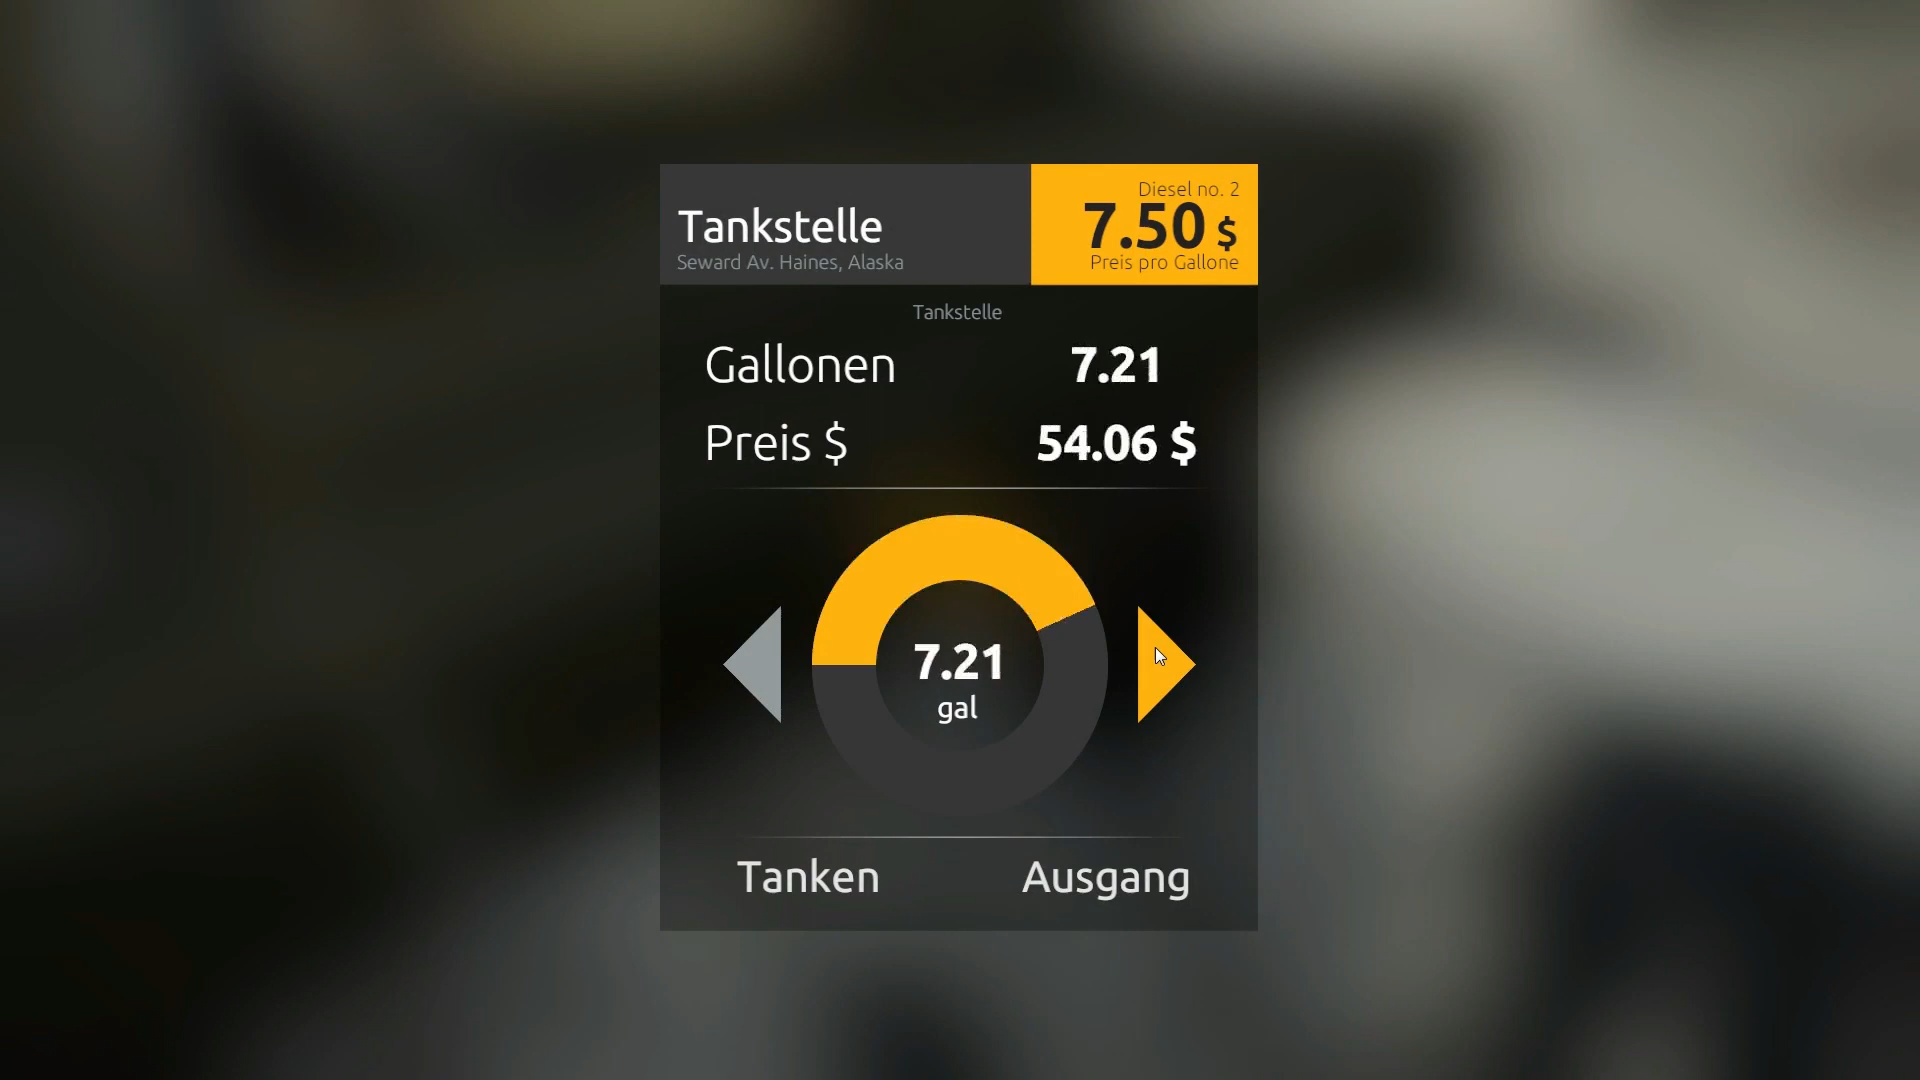 Tankstelle
Seward Av. Haines, Alaska
Diesel no. 2
7.50 $
Preis pro Gallone
Tankstelle
Gallonen 7.21
Preis $ 54.06 $
7.21
gal
Tanken Ausgang